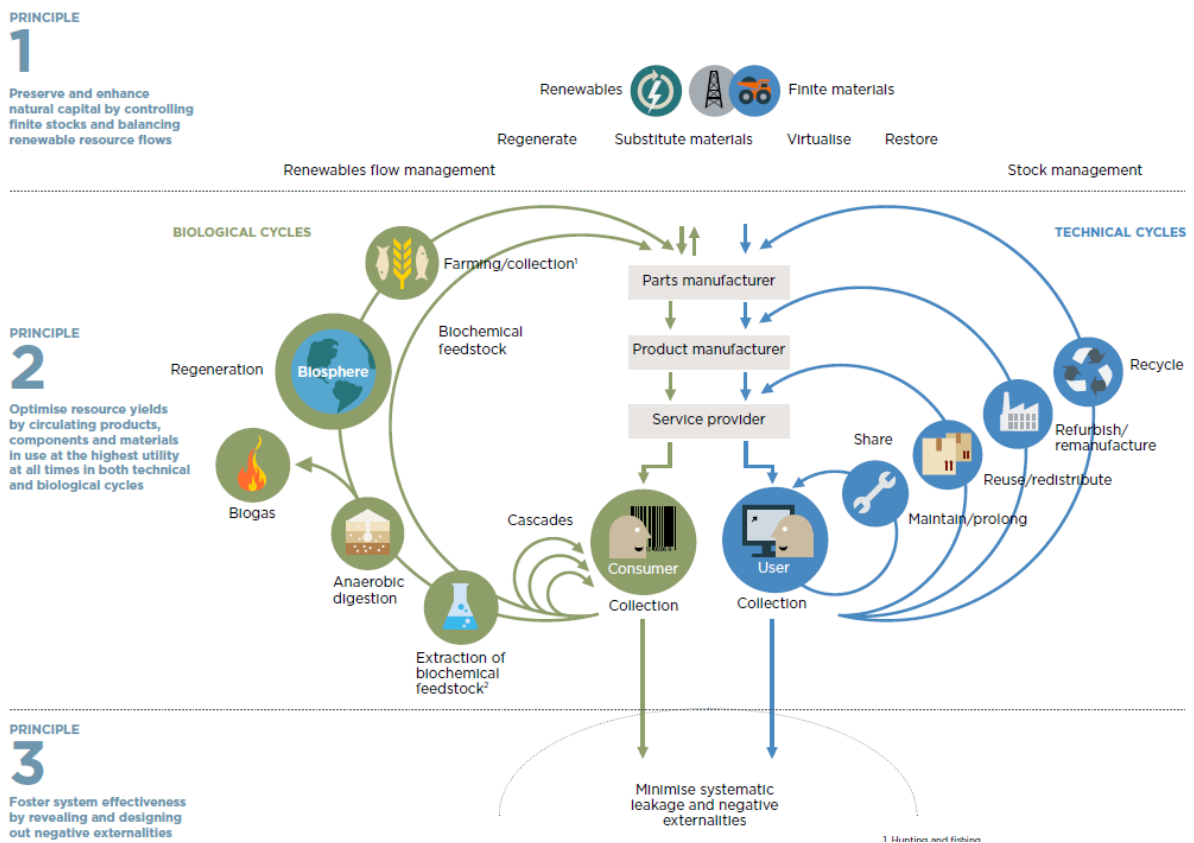 PRINCIPLE
1
Preserve and enhance
natural capital by controlling
finite stocks and balancing
renewable resource flows
Renewables
Finite materials
Regenerate
Substitute materials
Virtualise
Restore
Renewables flow management
Stock management
BIOLOGICAL CYCLES
TECHNICAL CYCLES
Farming/collection¹
Parts manufacturer
PRINCIPLE
2
Optimise resource yields
by circulating products,
components and materials
in use at the highest utility
at all times in both technical
and biological cycles
Biochemical
feedstock
Product manufacturer
Regeneration
Biosphere
Recycle
Service provider
Share
Refurbish/
remanufacture
Reuse/redistribute
Biogas
Cascades
Maintain/prolong
Consumer
User
Anaerobic
digestion
Collection
Collection
Extraction of
biochemical
feedstock²
PRINCIPLE
3
Foster system effectiveness
by revealing and designing
out negative externalities
Minimise systematic
leakage and negative
externalities
1 Hunting and fishing